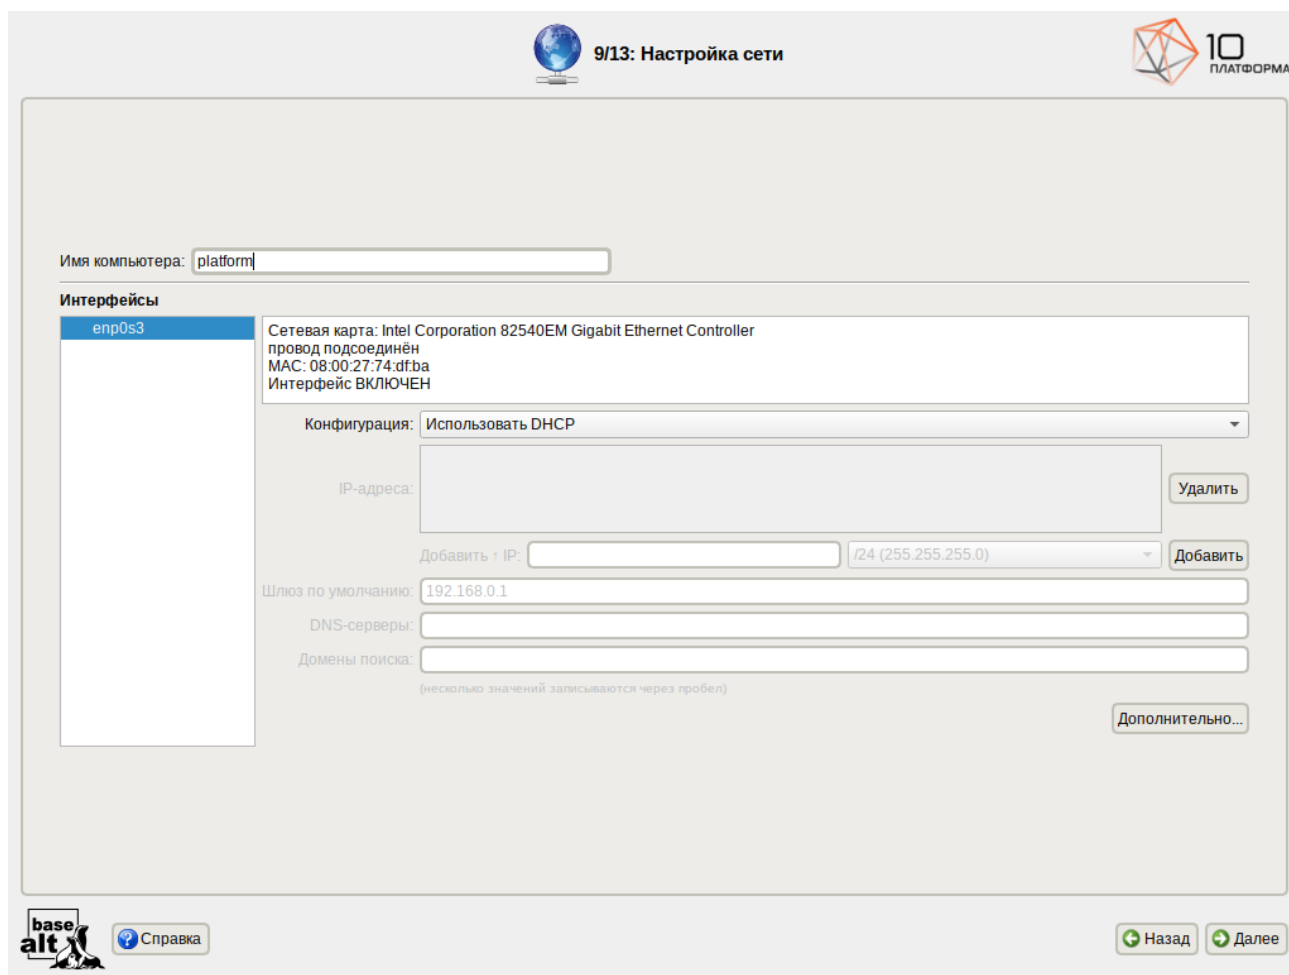 9/13: Настройка сети
10
ПЛАТФОРМА
Имя компьютера: platform
Интерфейсы
enp0s3
Сетевая карта: Intel Corporation 82540EM Gigabit Ethernet Controller
провод подсоединён
MAC: 08:00:27:74:df:ba
Интерфейс ВКЛЮЧЕН
Конфигурация: Использовать DHCP
IP-адреса: Удалить
Добавить ↑ IP: /24 (255.255.255.0) Добавить
Шлюз по умолчанию: 192.168.0.1
DNS-серверы:
Домены поиска:
(несколько значений записываются через пробел)
Дополнительно...
base
alt
Справка
Назад
Далее